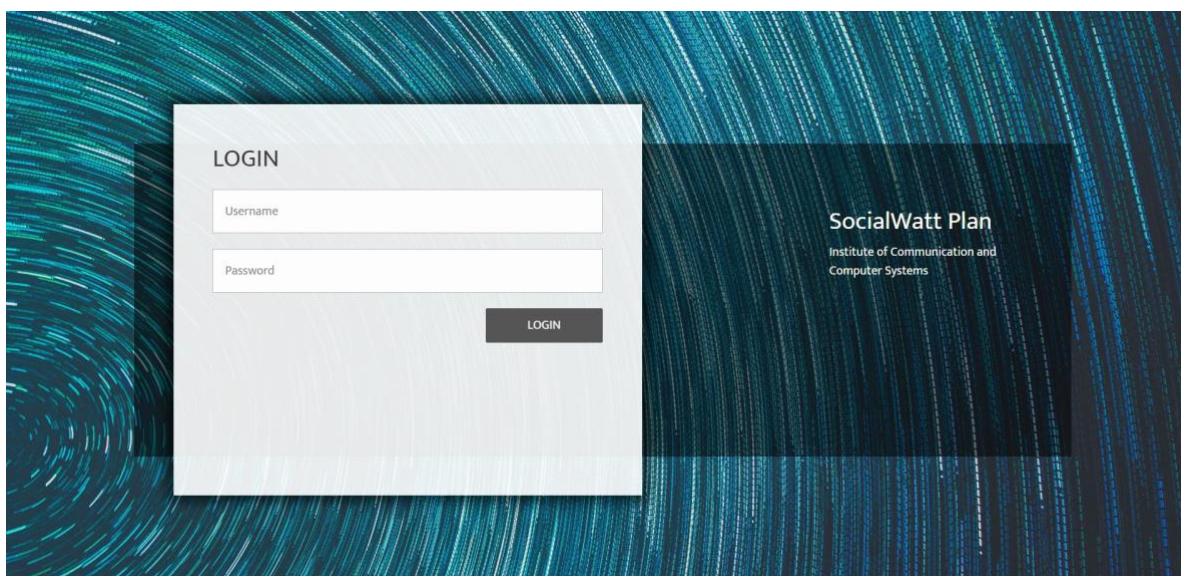 LOGIN
Username
Password
LOGIN
SocialWatt Plan
Institute of Communication and
Computer Systems